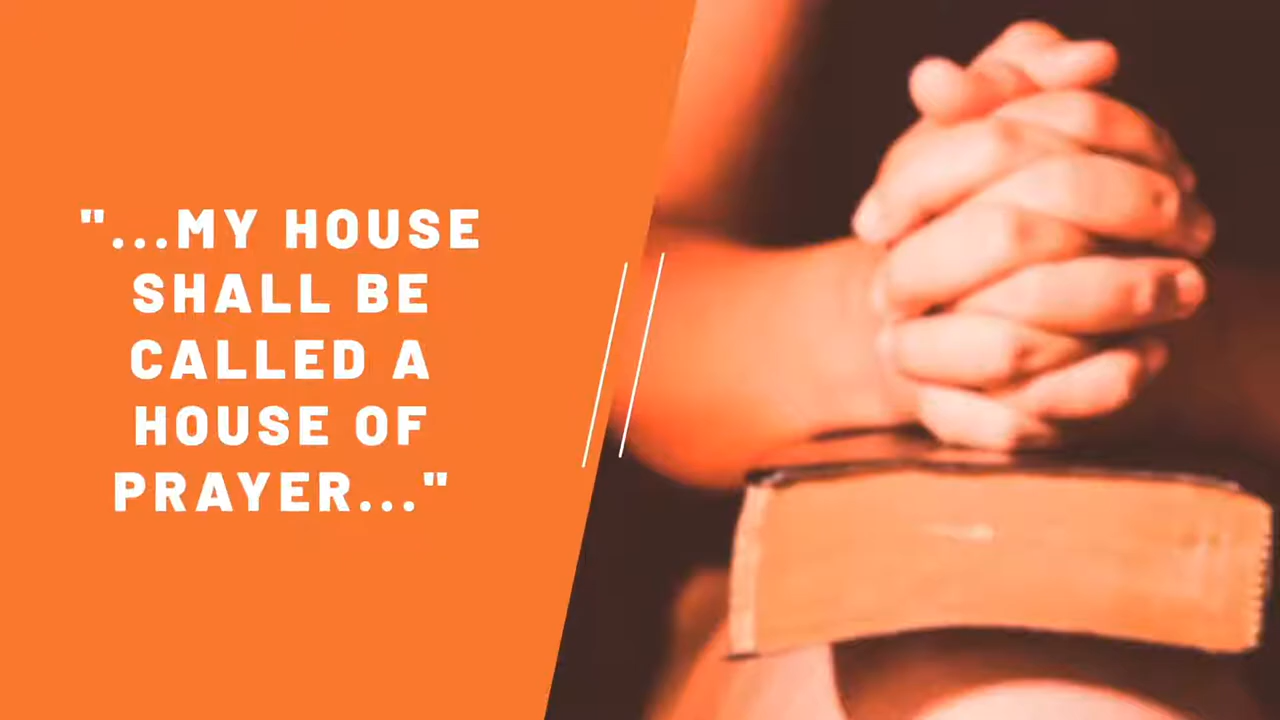 "...MY HOUSE
SHALL BE
CALLED A
HOUSE OF
PRAYER..."